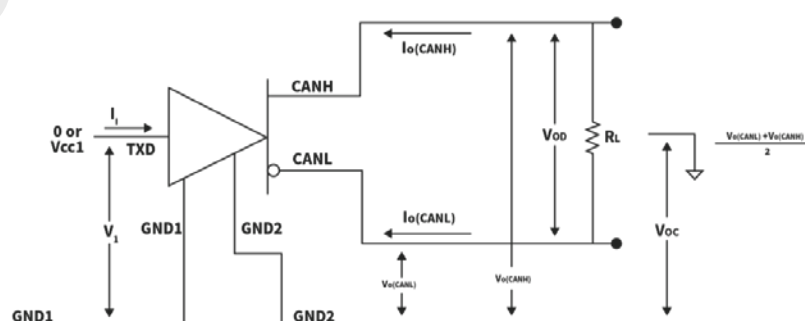 Io(CANH)
CANH
II
0 or
Vcc1
TXD
VOD
RL
Vo(CANL) +Vo(CANH)
2
CANL
V1
GND1
GND2
Io(CANL)
Voc
Vo(CANL)
Vo(CANH)
GND1
GND2